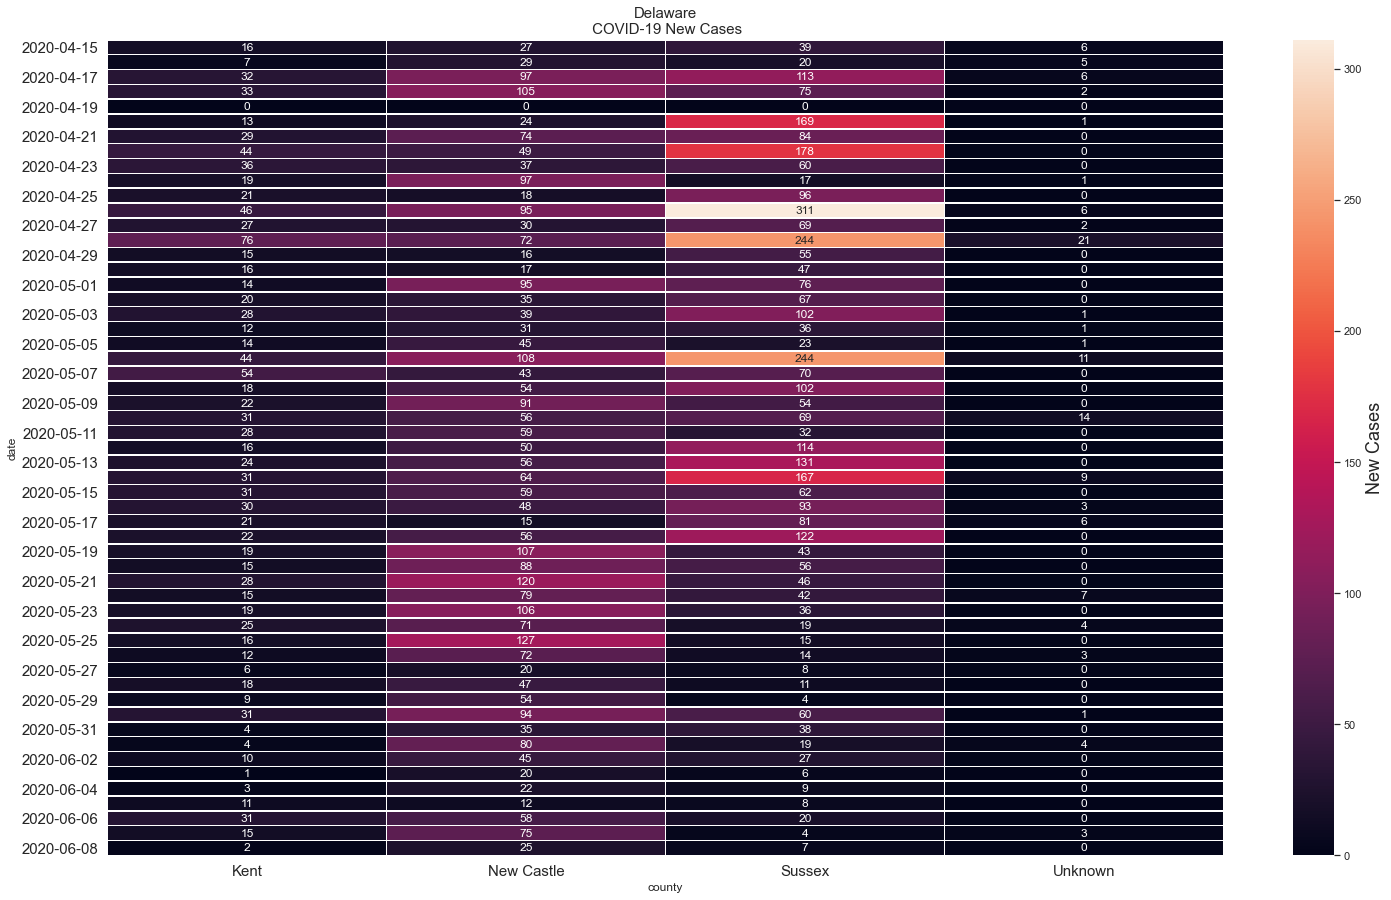 Delaware
COVID-19 New Cases
2020-04-15 16 27 39 6
7 29 20 5
2020-04-17 32 97 113 6
33 105 75 2
2020-04-19 0 0 0 0
13 24 169 1
2020-04-21 29 74 84 0
44 49 178 0
2020-04-23 36 37 60 0
19 97 17 1
2020-04-25 21 18 96 0
46 95 311 6
2020-04-27 27 30 69 2
76 72 244 21
2020-04-29 15 16 55 0
16 17 47 0
2020-05-01 14 95 76 0
20 35 67 0
2020-05-03 28 39 102 1
12 31 36 1
2020-05-05 14 45 23 1
44 108 244 11
2020-05-07 54 43 70 0
18 54 102 0
2020-05-09 22 91 54 0
31 56 69 14
2020-05-11 28 59 32 0
16 50 114 0
2020-05-13 24 56 131 0
31 64 167 9
2020-05-15 31 59 62 0
30 48 93 3
2020-05-17 21 15 81 6
22 56 122 0
2020-05-19 19 107 43 0
15 88 56 0
2020-05-21 28 120 46 0
15 79 42 7
2020-05-23 19 106 36 0
25 71 19 4
2020-05-25 16 127 15 0
12 72 14 3
2020-05-27 6 20 8 0
18 47 11 0
2020-05-29 9 54 4 0
31 94 60 1
2020-05-31 4 35 38 0
4 80 19 4
2020-06-02 10 45 27 0
1 20 6 0
2020-06-04 3 22 9 0
11 12 8 0
2020-06-06 31 58 20 0
15 75 4 3
2020-06-08 2 25 7 0
Kent New Castle Sussex Unknown
county
date
300
250
200
150
100
50
0
New Cases